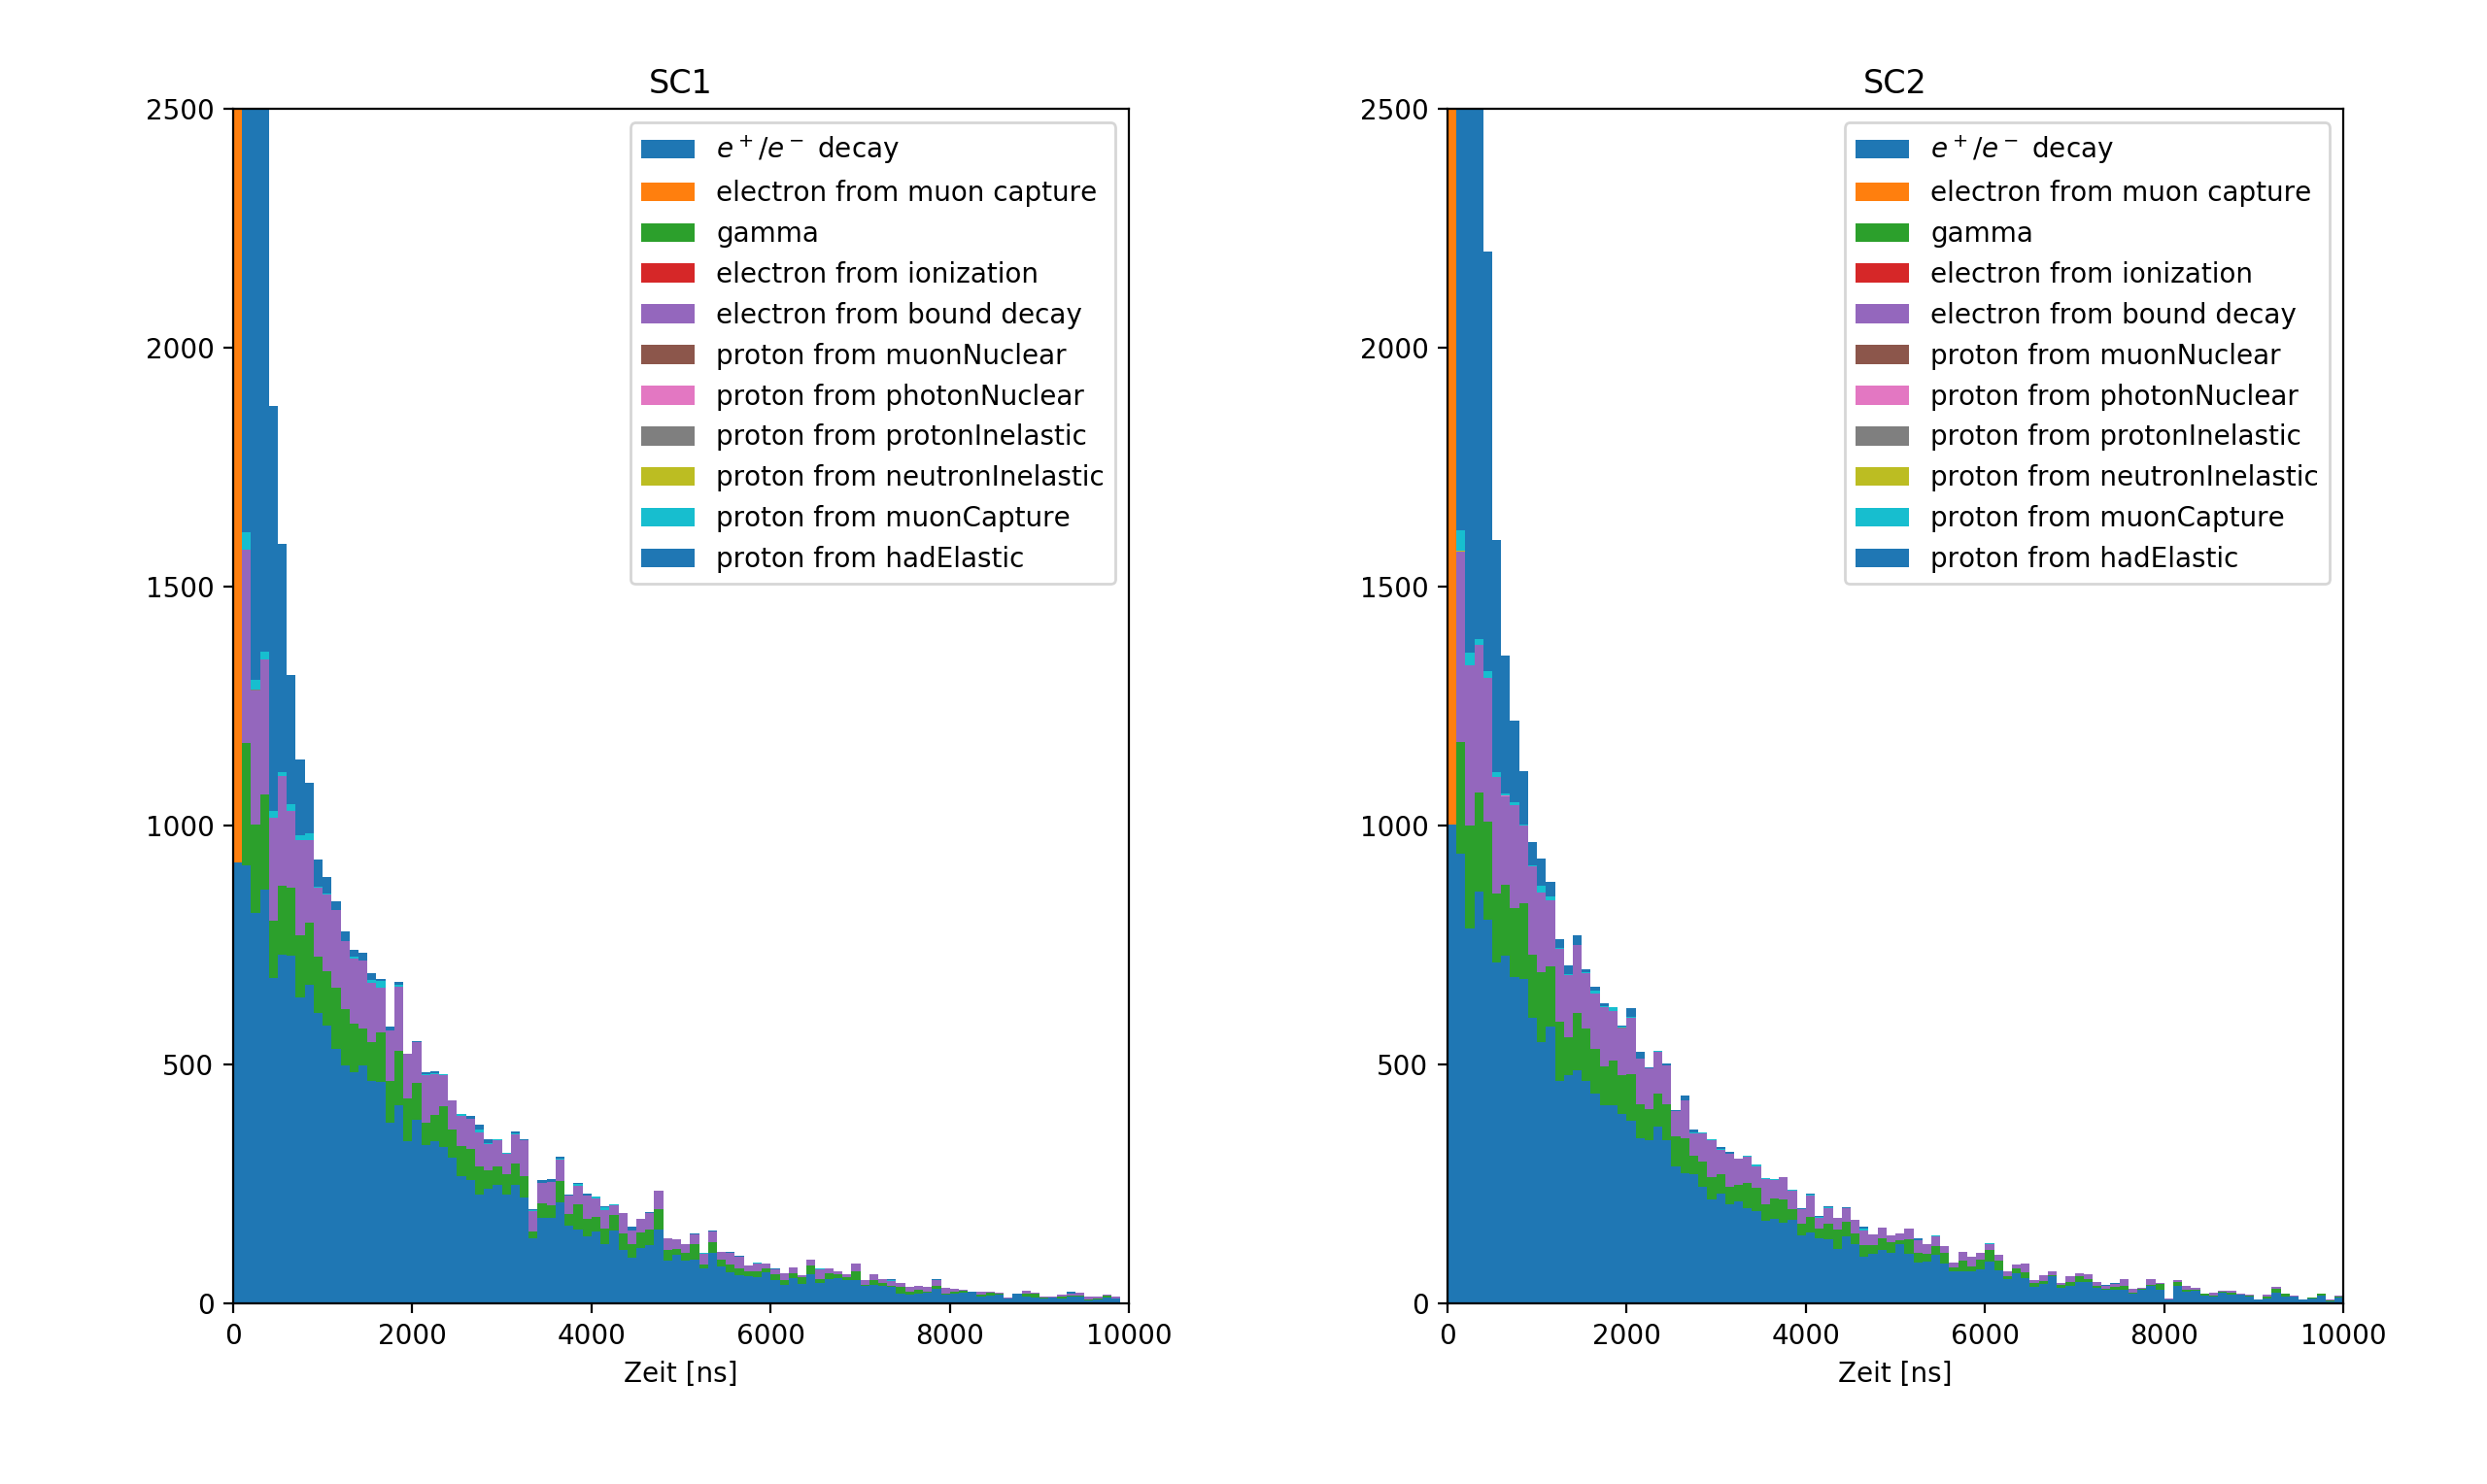 SC1
2500
2000
1500
1000
500
0
e+/e− decay
electron from muon capture
gamma
electron from ionization
electron from bound decay
proton from muonNuclear
proton from photonNuclear
proton from protonInelastic
proton from neutronInelastic
proton from muonCapture
proton from hadElastic
0 2000 4000 6000 8000 10000
Zeit [ns]
SC2
2500
2000
1500
1000
500
0
e+/e− decay
electron from muon capture
gamma
electron from ionization
electron from bound decay
proton from muonNuclear
proton from photonNuclear
proton from protonInelastic
proton from neutronInelastic
proton from muonCapture
proton from hadElastic
0 2000 4000 6000 8000 10000
Zeit [ns]